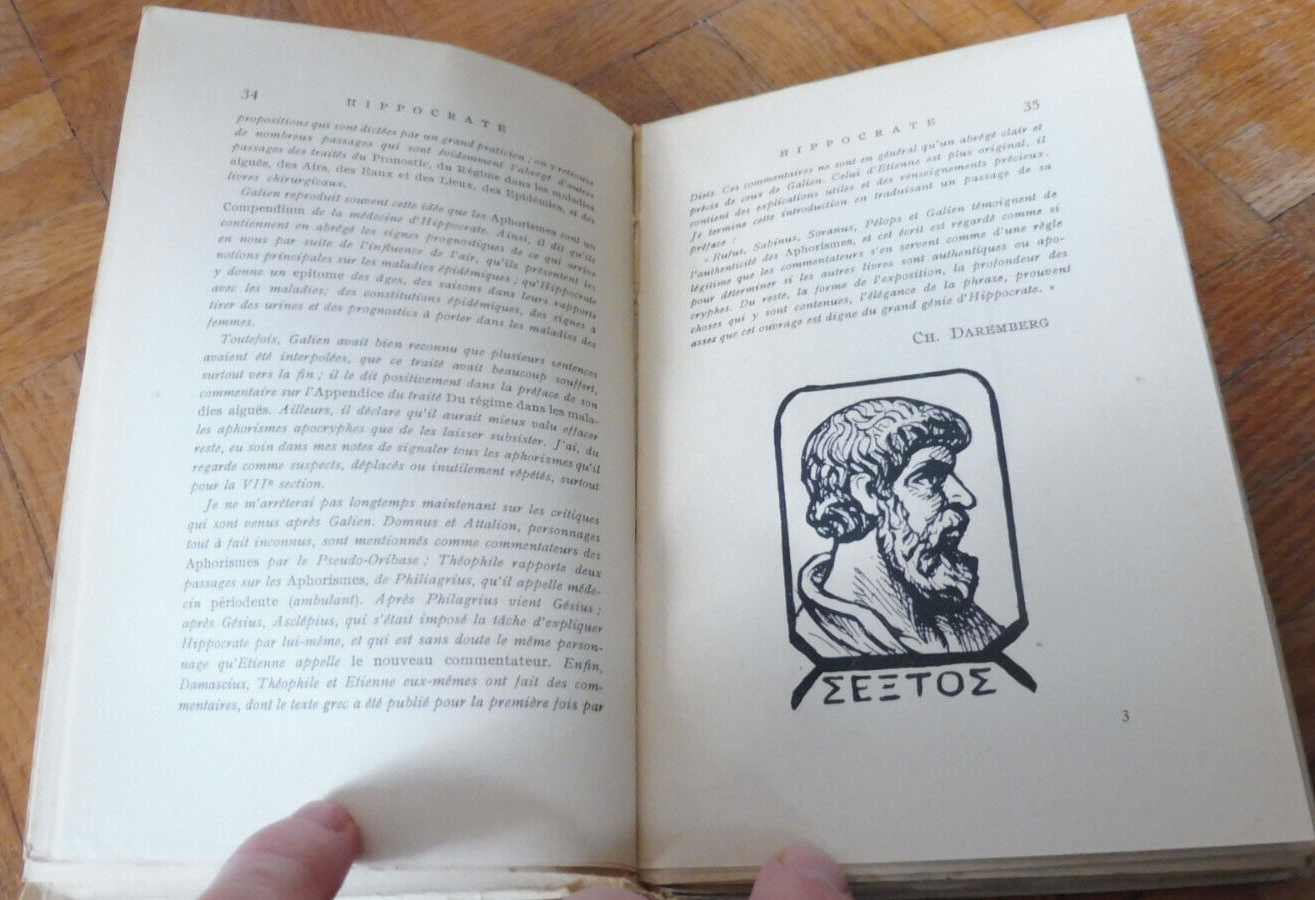 34
HIPPOCRATE
propositions qui sont dictées par un grand praticien ; on y retrouve
de nombreux passages qui sont évidemment l'abrégé d'autres
passages des traités du Pronostic, du Régime dans les maladies
aiguës, des Airs, des Eaux et des Lieux, des Epidémies, et des
livres chirurgicaux.
Galien reproduit souvent cette idée que les Aphorismes sont un
Compendium de la médecine d'Hippocrate. Ainsi, il dit qu'ils
contiennent en abrégé les signes prognostiques de ce qui arrive
en nous par suite de l'influence de l'air, qu'ils présentent les
notions principales sur les maladies épidémiques ; qu'Hippocrate
y donne un epitome des âges, des saisons dans leurs rapports
avec les maladies; des constitutions épidémiques, des signes à
tirer des urines et des prognostics à porter dans les maladies des
femmes.
Toutefois, Galien avait bien reconnu que plusieurs sentences
avaient été interpolées, que ce traité avait beaucoup souffert,
surtout vers la fin ; il le dit positivement dans la préface de son
commentaire sur l'Appendice du traité Du régime dans les mala-
dies aiguës. Ailleurs, il déclare qu'il aurait mieux valu effacer
les aphorismes apocryphes que de les laisser subsister. J'ai, du
reste, eu soin dans mes notes de signaler tous les aphorismes qu'il
regarde comme suspects, déplacés ou inutilement répétés, surtout
pour la VIIe section.
Je ne m'arrêterai pas longtemps maintenant sur les critiques
qui sont venus après Galien. Domnus et Attalion, personnages
tout à fait inconnus, sont mentionnés comme commentateurs des
Aphorismes par le Pseudo-Oribase ; Théophile rapporte deux
passages sur les Aphorismes, de Philiagrius, qu'il appelle méde-
cin périodeute (ambulant). Après Philagrius vient Gésius ;
après Gésius, Asclépius, qui s'étast imposé la tâche d'expliquer
Hippocrate par lui-même, et qui est sans doute le même person-
nage qu'Etienne appelle le nouveau commentateur. Enfin,
Damascius, Théophile et Etienne eux-mêmes ont fait des com-
mentaires, dont le texte grec a été publié pour la première fois par
35
HIPPOCRATE
Dietz. Ces commentaires ne sont en général qu'un abrégé clair et
précis de ceux de Galien. Celui d'Etienne est plus original, il
contient des explications utiles et des renseignements précieux.
Je termine cette introduction en traduisant un passage de sa
préface :
« Rufus, Sabinus, Soranus, Pélops et Galien témoignent de
l'authenticité des Aphorismes, et cet écrit est regardé comme si
légitime que les commentateurs s'en servent comme d'une règle
pour déterminer si les autres livres sont authentiques ou apo-
cryphes. Du reste, la forme de l'exposition, la profondeur des
choses qui y sont contenues, l'élégance de la phrase, prouvent
assez que cet ouvrage est digne du grand génie d'Hippocrate. »
CH. DAREMBERG
ΣΕΞΤΟΣ
3